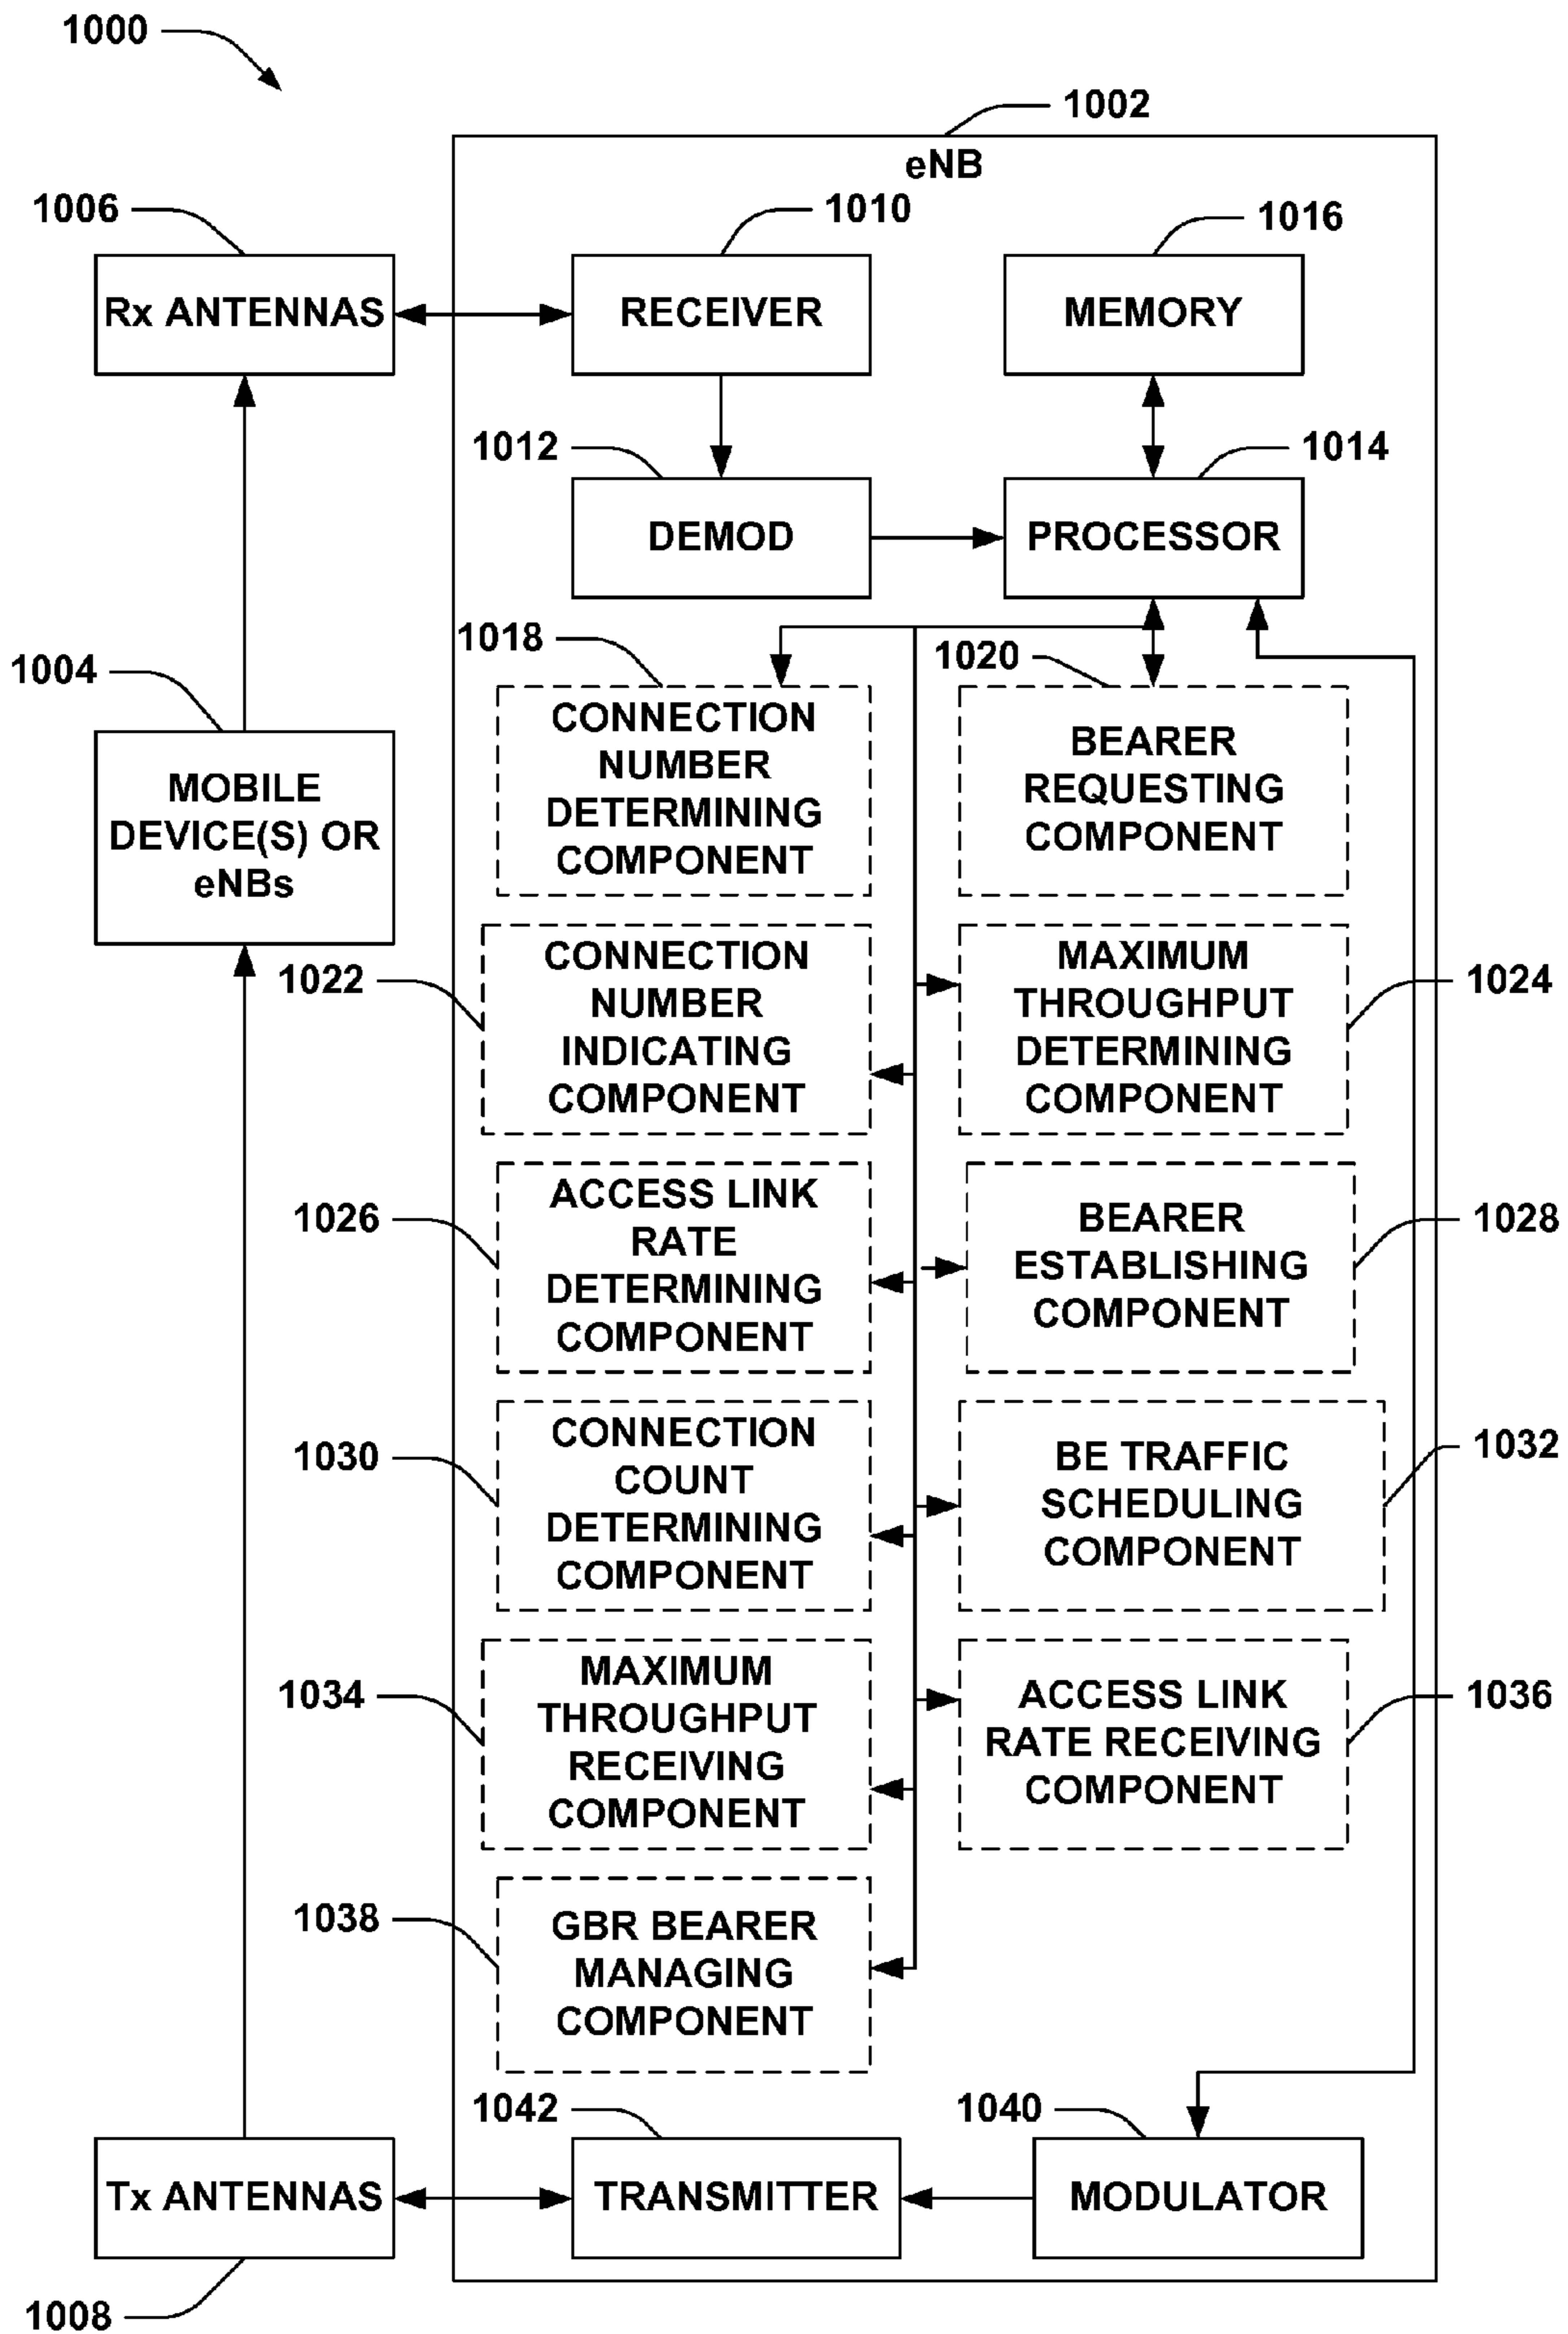 1000
1002
eNB
1006
1010
1016
Rx ANTENNAS
RECEIVER
MEMORY
1012
1014
DEMOD
PROCESSOR
1018
1020
1004
CONNECTION
NUMBER
DETERMINING
COMPONENT
BEARER
REQUESTING
COMPONENT
MOBILE
DEVICE(S) OR
eNBs
1022
CONNECTION
NUMBER
INDICATING
COMPONENT
MAXIMUM
THROUGHPUT
DETERMINING
COMPONENT
1024
1026
ACCESS LINK
RATE
DETERMINING
COMPONENT
BEARER
ESTABLISHING
COMPONENT
1028
1030
CONNECTION
COUNT
DETERMINING
COMPONENT
BE TRAFFIC
SCHEDULING
COMPONENT
1032
1034
MAXIMUM
THROUGHPUT
RECEIVING
COMPONENT
ACCESS LINK
RATE RECEIVING
COMPONENT
1036
1038
GBR BEARER
MANAGING
COMPONENT
1042
1040
Tx ANTENNAS
TRANSMITTER
MODULATOR
1008